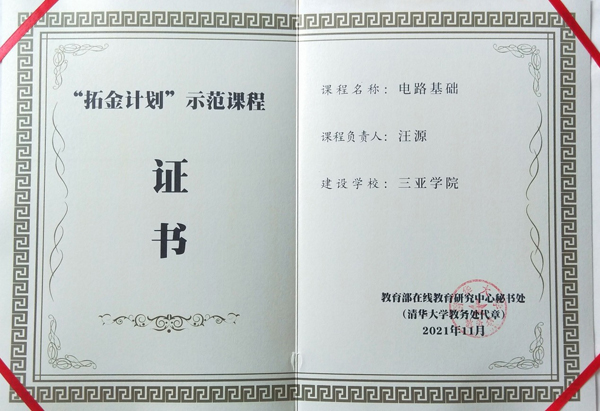 “拓金计划”示范课程
证
书
课程名称：电路基础
课程负责人：汪源
建设学校：三亚学院
教育部在线教育研究中心秘书处
（清华大学教务处代章）
2021年11月